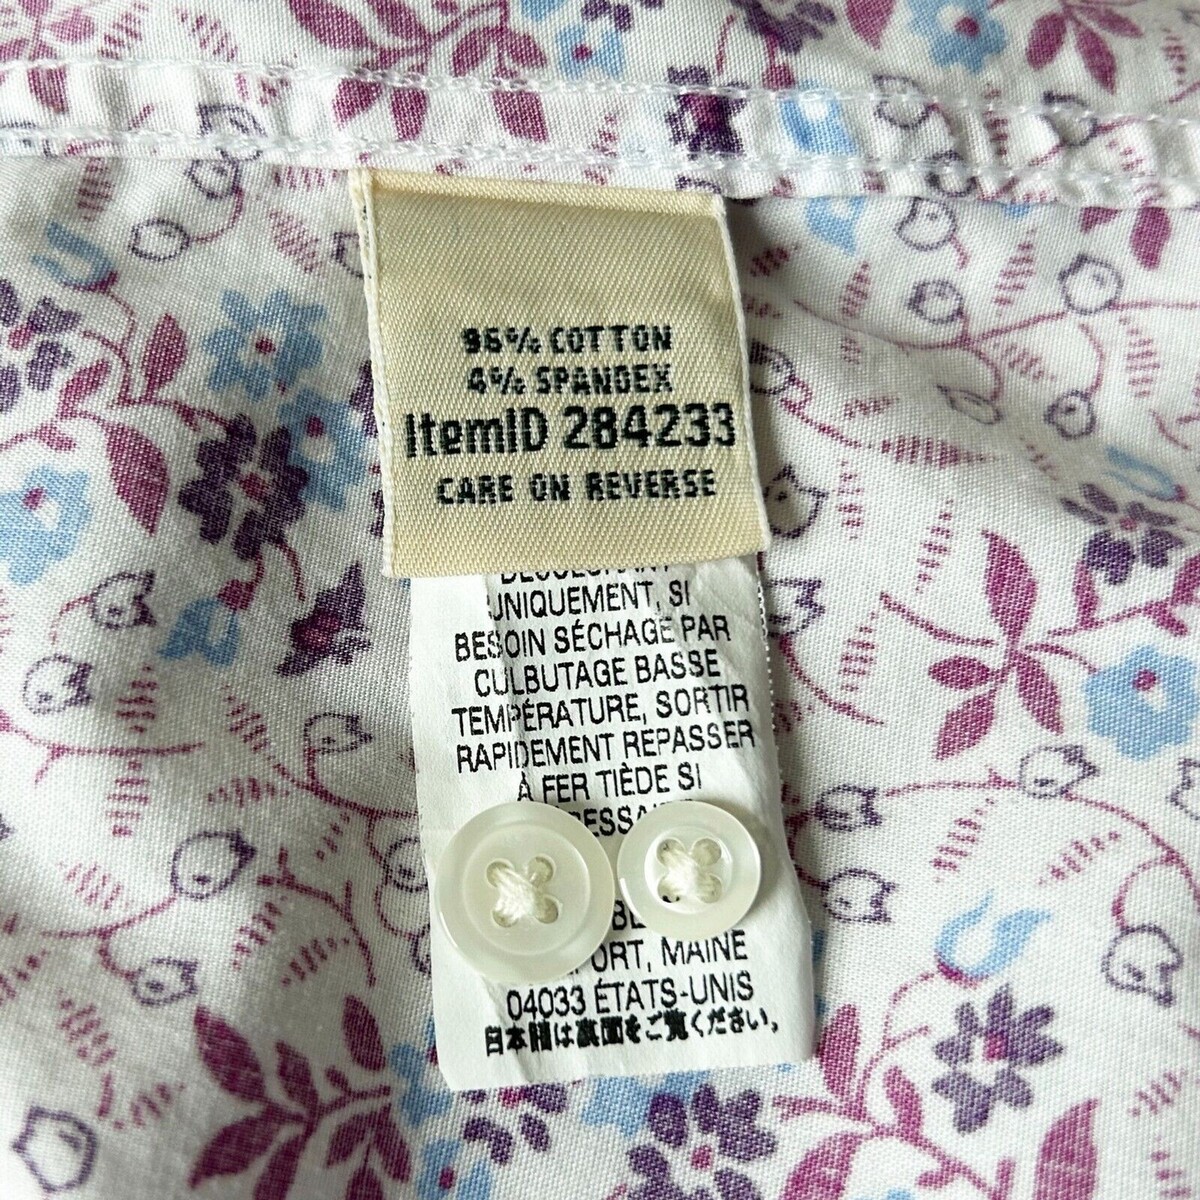 96% COTTON
4% SPANDEX
ItemID 284233
CARE ON REVERSE
UNIQUEMENT, SI
BESOIN SÉCHAGE PAR
CULBUTAGE BASSE
TEMPÉRATURE, SORTIR
RAPIDEMENT REPASSER
À FER TIÈDE SI
MAINE
04033 ÉTATS-UNIS
日本語は裏面をご覧ください。